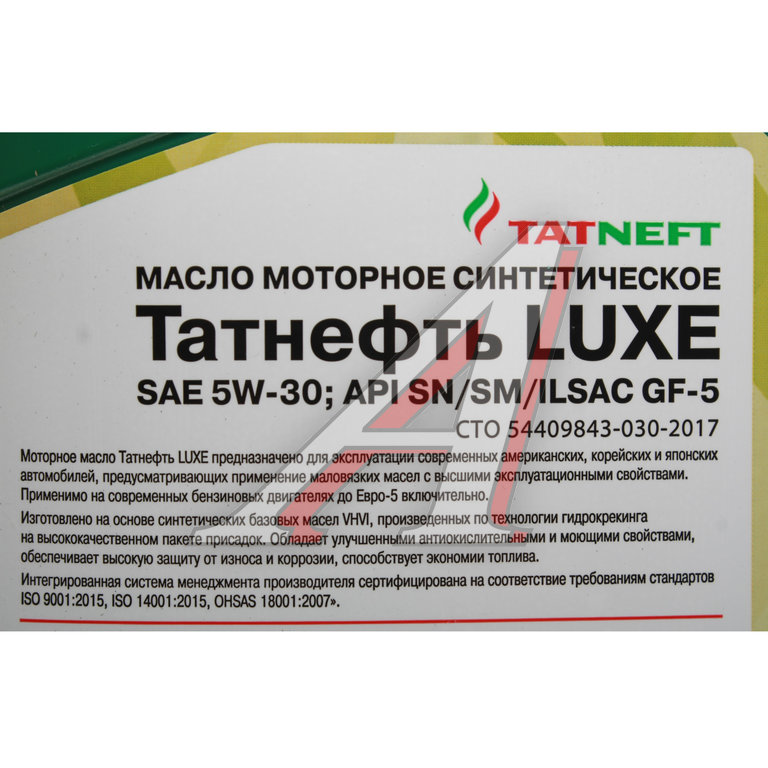 TATNEFT
МАСЛО МОТОРНОЕ СИНТЕТИЧЕСКОЕ
Татнефть LUXE
SAE 5W-30; API SN/SM/ILSAC GF-5
СТО 54409843-030-2017
Моторное масло Татнефть LUXE предназначено для эксплуатации современных американских, корейских и японских
автомобилей, предусматривающих применение маловязких масел с высшими эксплуатационными свойствами.
Применимо на современных бензиновых двигателях до Евро-5 включительно.
Изготовлено на основе синтетических базовых масел VHVI, произведенных по технологии гидрокрекинга
на высококачественном пакете присадок. Обладает улучшенными антиокислительными и моющими свойствами,
обеспечивает высокую защиту от износа и коррозии, способствует экономии топлива.
Интегрированная система менеджмента производителя сертифицирована на соответствие требованиям стандартов
ISO 9001:2015, ISO 14001:2015, OHSAS 18001:2007».